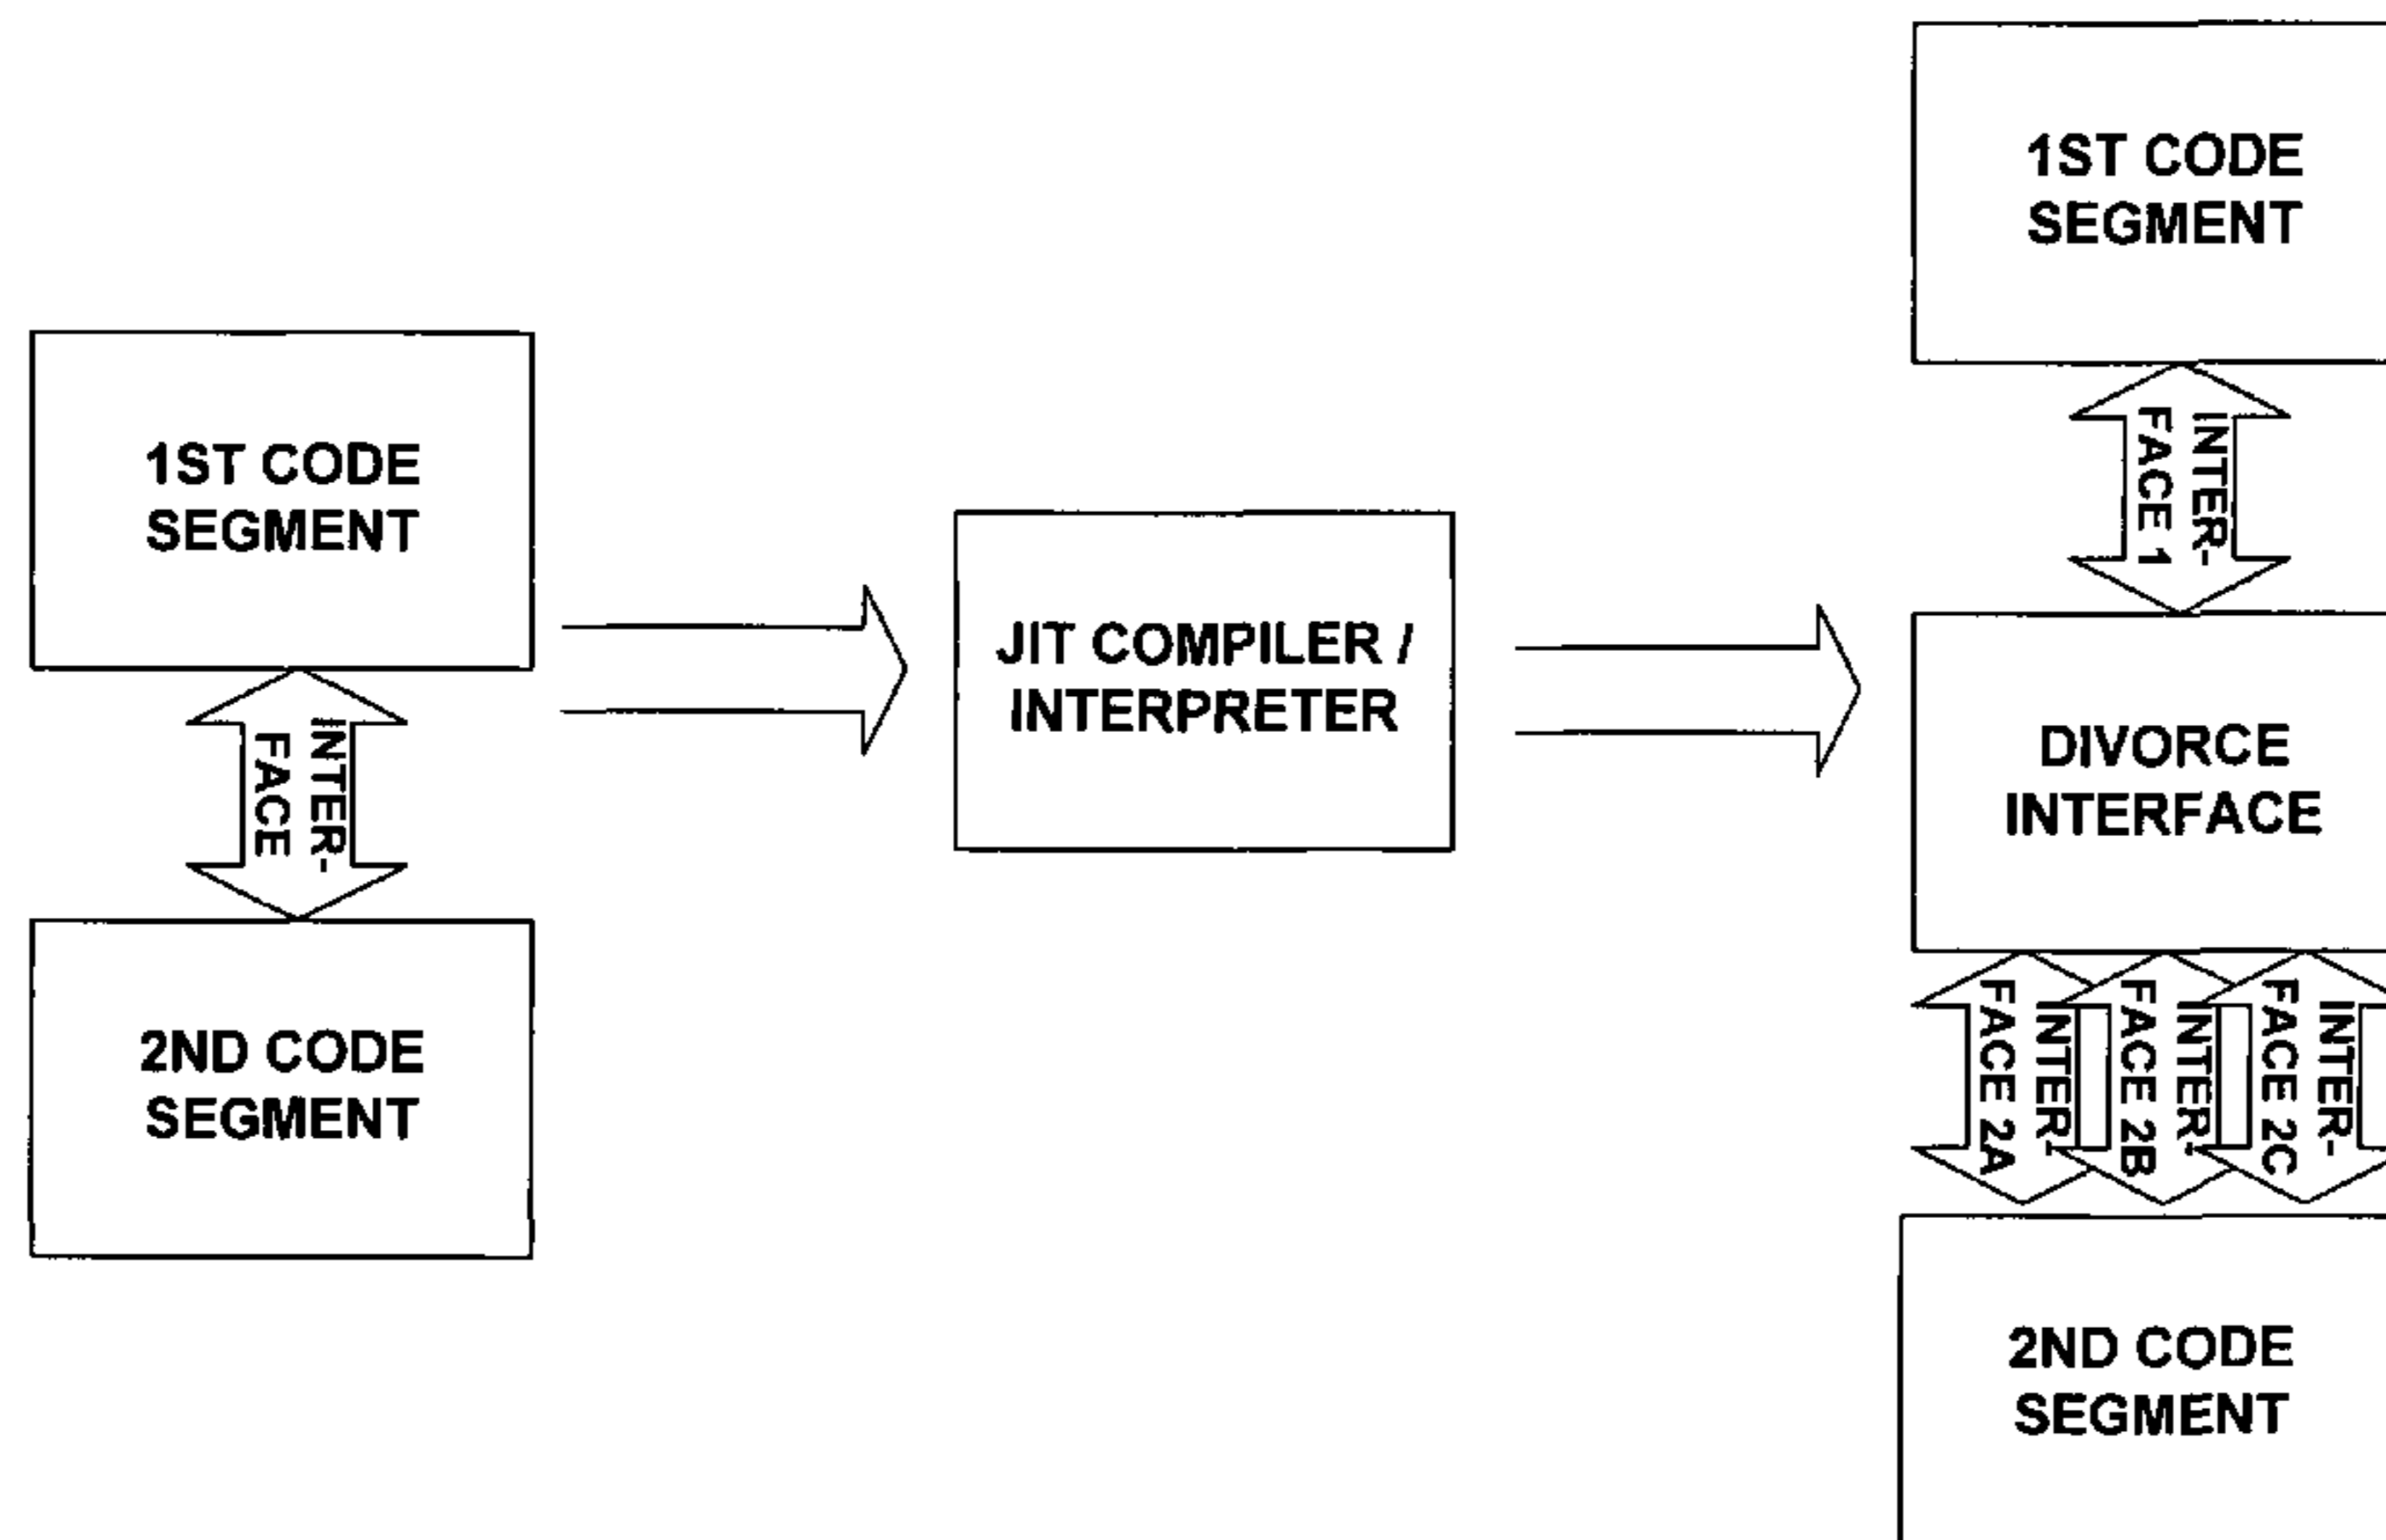 1ST CODE
SEGMENT
INTER-
FACE
2ND CODE
SEGMENT
JIT COMPILER /
INTERPRETER
1ST CODE
SEGMENT
INTER-
FACE 1
DIVORCE
INTERFACE
INTER-
FACE 2A
INTER-
FACE 2B
INTER-
FACE 2C
2ND CODE
SEGMENT